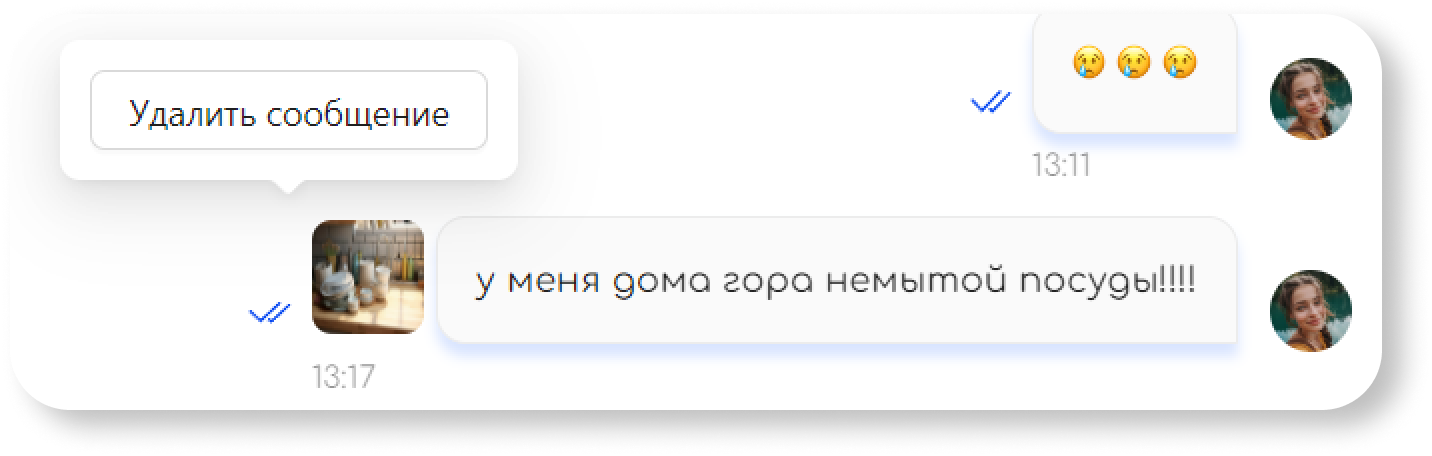 Удалить сообщение
😢 😢 😢
13:11
у меня дома гора немытой посуды!!!!
13:17